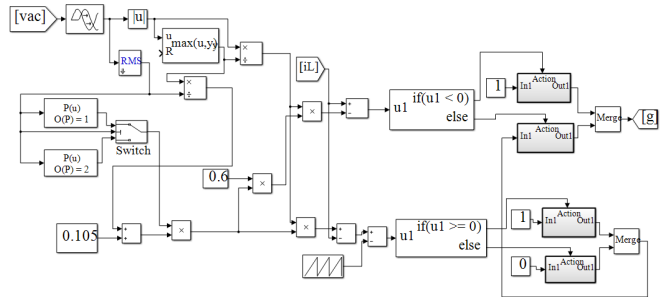 [vac]
|u|
u
R
max(u,y)
×
÷
RMS
×
÷
[iL]
×
+
−
u1
if(u1 < 0)
else
1
Action
In1
Out1
Action
In1
Out1
Merge
[g]
P(u)
O(P) = 1
P(u)
O(P) = 2
Switch
0.6
×
0.105
+
+
×
×
+
−
+
−
u1
if(u1 >= 0)
else
1
Action
In1
Out1
0
Action
In1
Out1
Merge